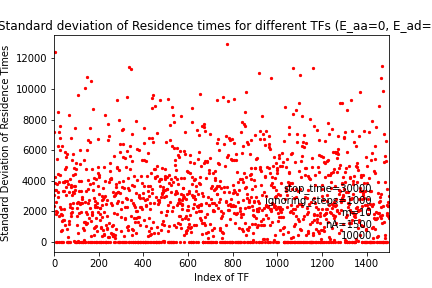 Standard deviation of Residence times for different TFs (E_aa=0, E_ad=
Standard Deviation of Residence Times
12000
10000
8000
6000
4000
2000
0
stop_time=30000
ignoring_steps=1000
m=10
nA=1500
10000
0
200
400
600
800
1000
1200
1400
Index of TF